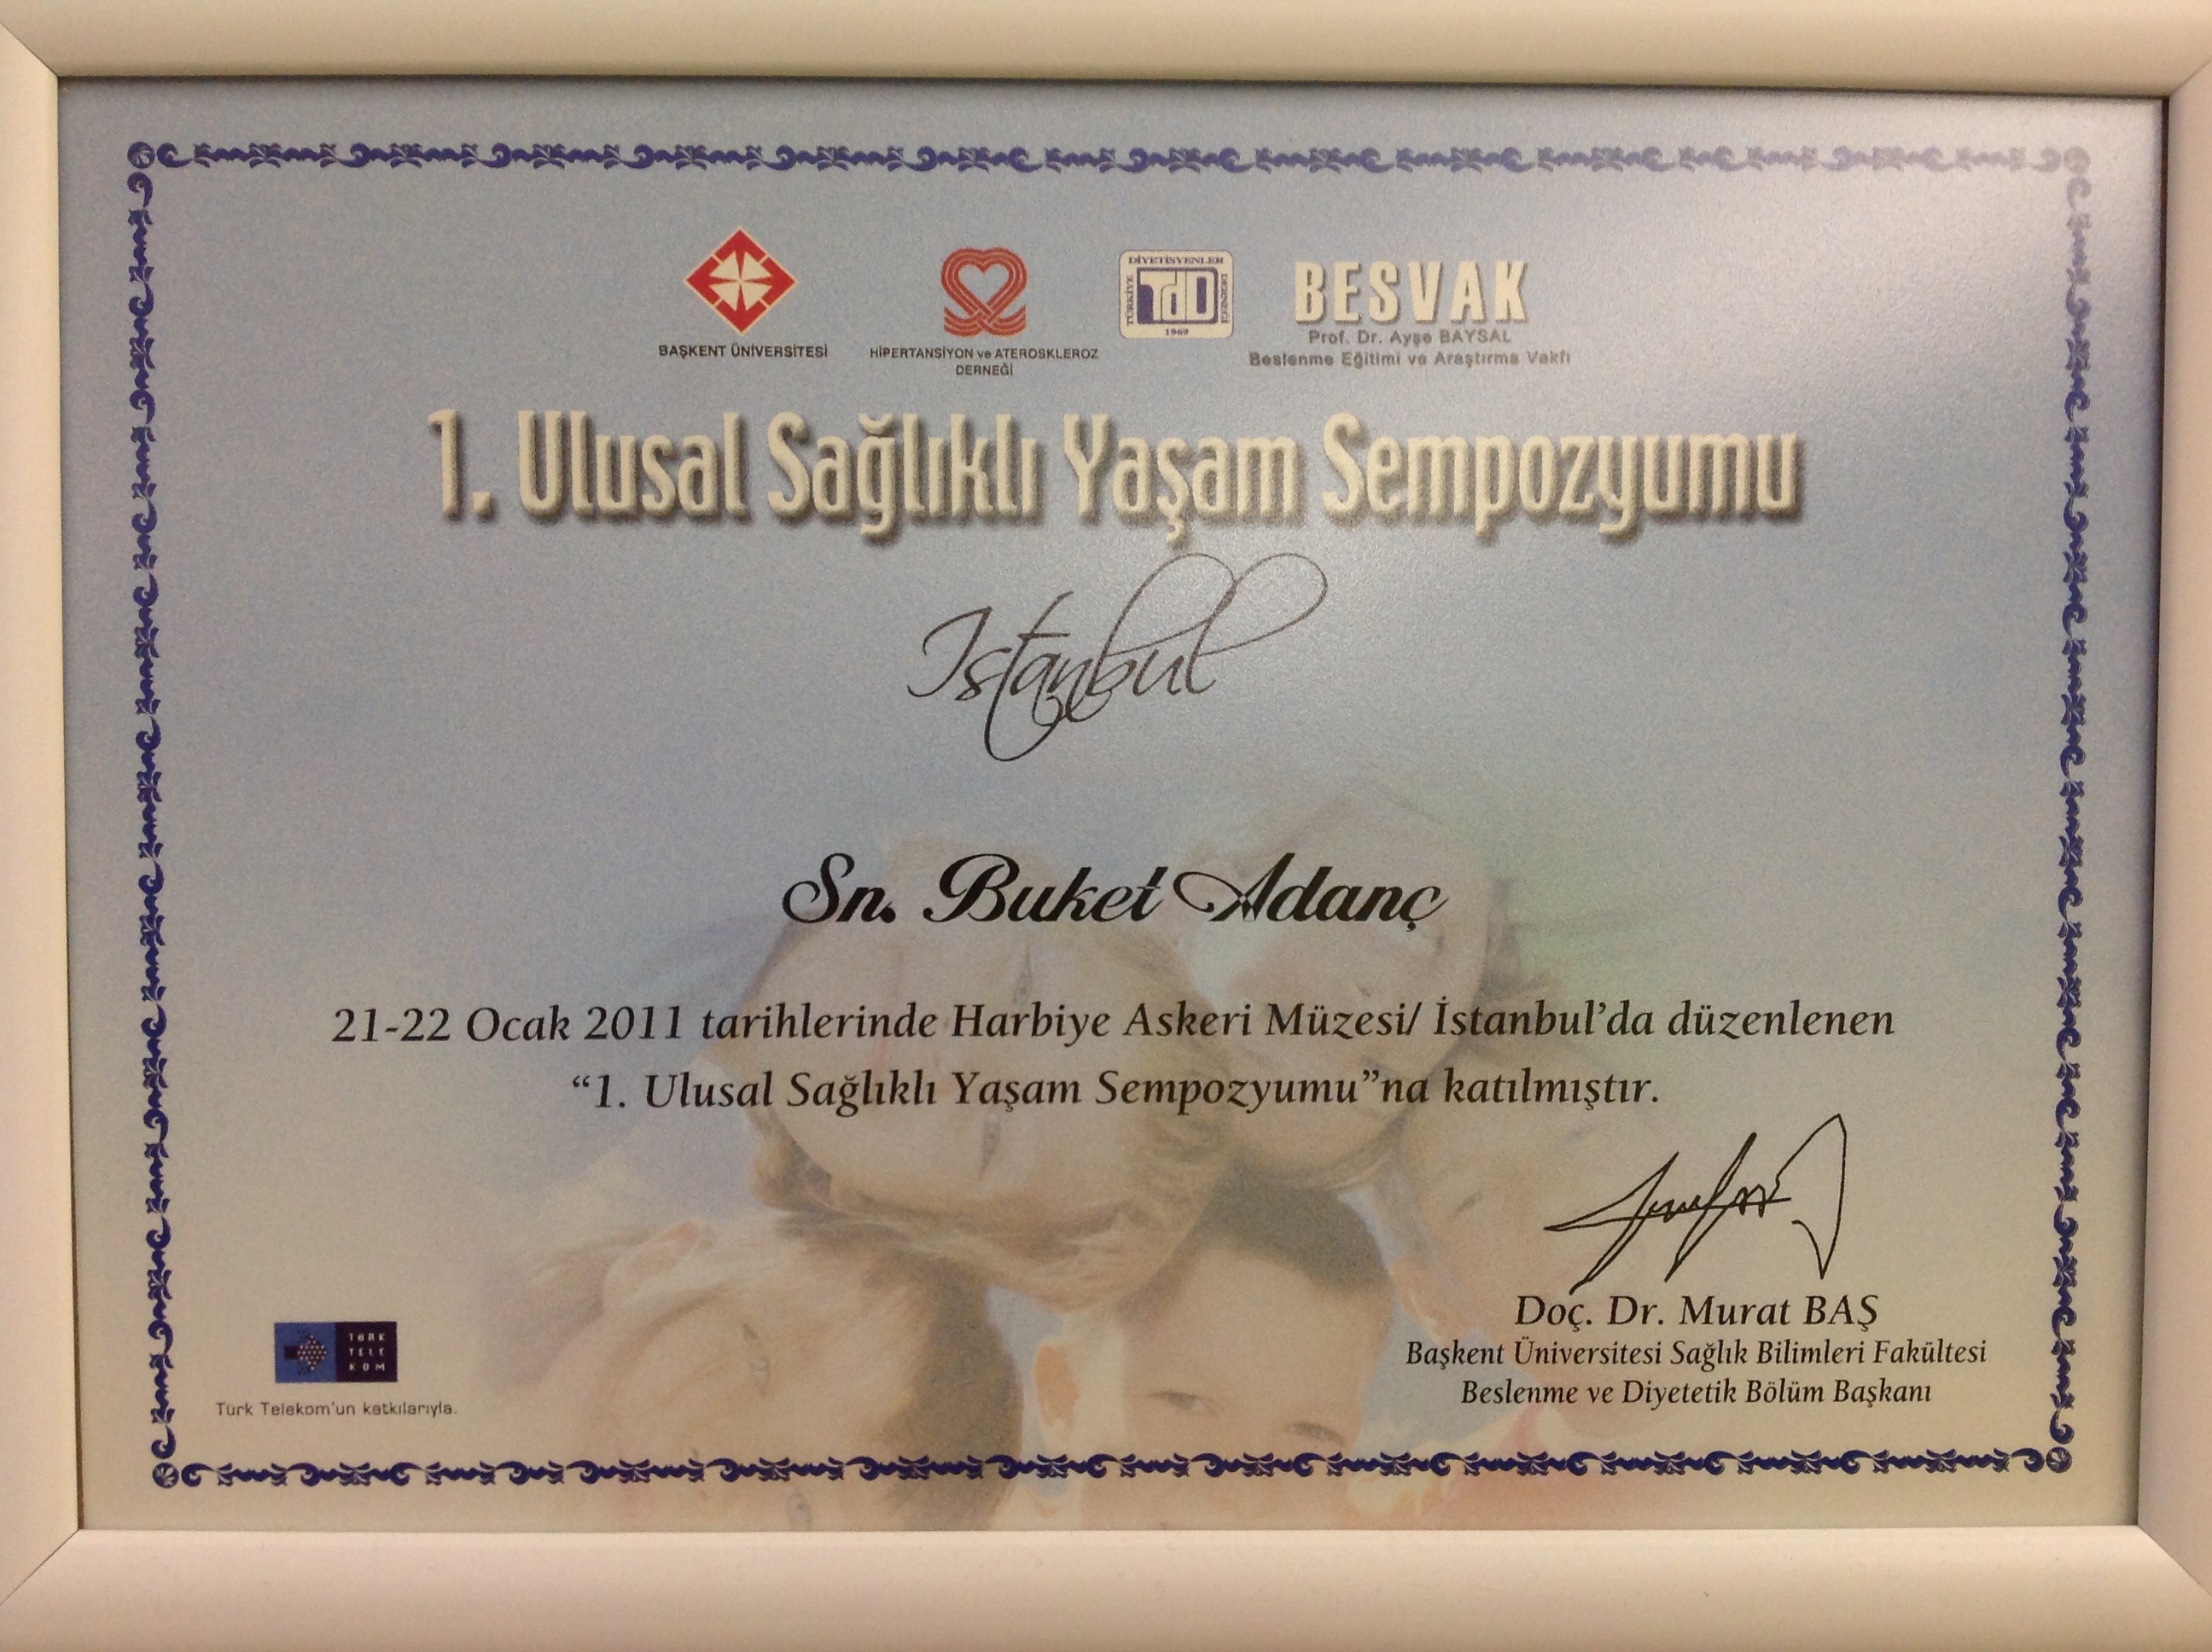 BAŞKENT ÜNİVERSİTESİ
HİPERTANSİYON ve ATEROSKLEROZ
DERNEĞİ
DİYETİSYENLER
TÜRKİYE
TdD
DERNEĞİ
1969
BESVAK
Prof. Dr. Ayşe BAYSAL
Beslenme Eğitimi ve Araştırma Vakfı
1. Ulusal Sağlıklı Yaşam Sempozyumu
Istanbul
Sn. Buket Adanç
21-22 Ocak 2011 tarihlerinde Harbiye Askeri Müzesi/ İstanbul’da düzenlenen
“1. Ulusal Sağlıklı Yaşam Sempozyumu”na katılmıştır.
Doç. Dr. Murat BAŞ
Başkent Üniversitesi Sağlık Bilimleri Fakültesi
Beslenme ve Diyetetik Bölüm Başkanı
TÜRK
TELE
KOM
Türk Telekom'un katkılarıyla.